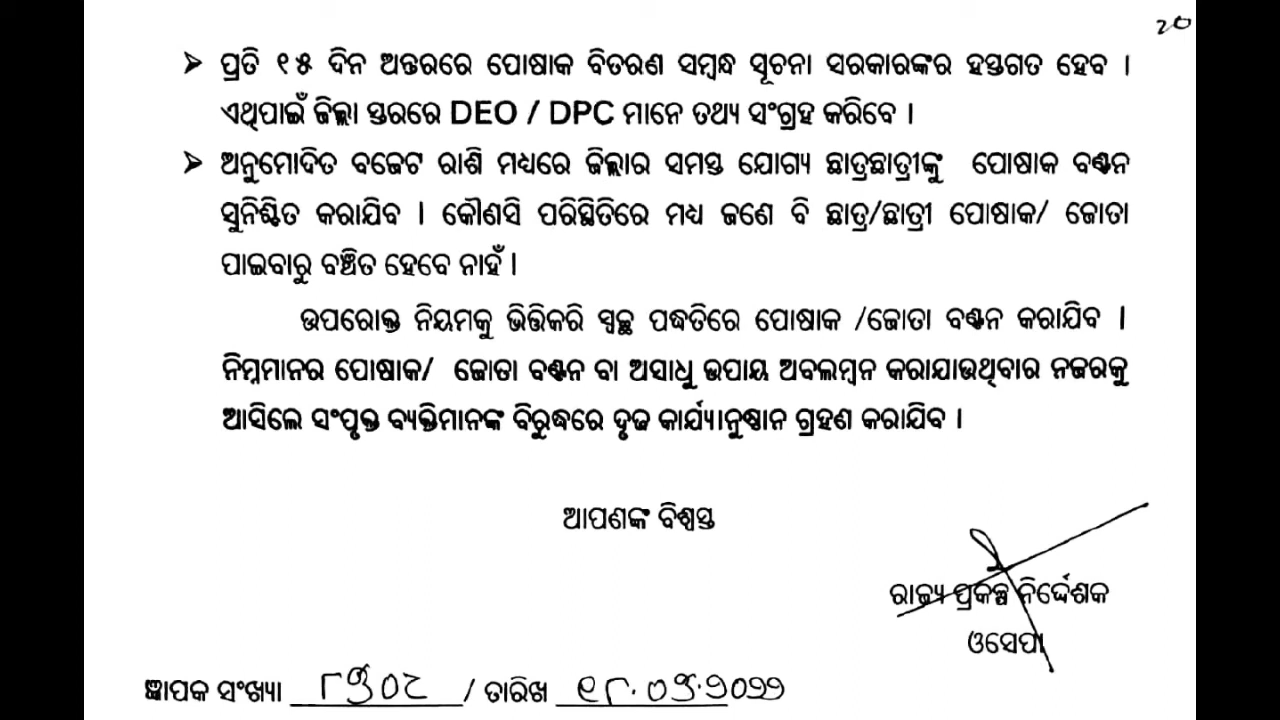 20
➢ ପ୍ରତି ୧୫ ଦିନ ଅନ୍ତରରେ ପୋଷାକ ବିତରଣ ସମ୍ବନ୍ଧ ସୂଚନା ସରକାରଙ୍କର ହସ୍ତଗତ ହେବ ।
ଏଥିପାଇଁ ଜିଲ୍ଲା ସ୍ତରରେ DEO / DPC ମାନେ ତଥ୍ୟ ସଂଗ୍ରହ କରିବେ ।
➢ ଅନୁମୋଦିତ ବଜେଟ ରାଶି ମଧ୍ୟରେ ଜିଲ୍ଲାର ସମସ୍ତ ଯୋଗ୍ୟ ଛାତ୍ରଛାତ୍ରୀଙ୍କୁ ପୋଷାକ ବଣ୍ଟନ
ସୁନିଶ୍ଚିତ କରାଯିବ । କୌଣସି ପରିସ୍ଥିତିରେ ମଧ୍ୟ ଜଣେ ବି ଛାତ୍ର/ଛାତ୍ରୀ ପୋଷାକ/ ଜୋତା
ପାଇବାରୁ ବଞ୍ଚିତ ହେବେ ନାହଁ ।
ଉପରୋକ୍ତ ନିୟମକୁ ଭିତ୍ତିକରି ସ୍ୱଚ୍ଛ ପଦ୍ଧତିରେ ପୋଷାକ /ଜୋତା ବଣ୍ଟନ କରାଯିବ ।
ନିମ୍ନମାନର ପୋଷାକ/ ଜୋତା ବଣ୍ଟନ ବା ଅସାଧୁ ଉପାୟ ଅବଲମ୍ବନ କରାଯାଉଥିବାର ନଜରକୁ
ଆସିଲେ ସଂପୃକ୍ତ ବ୍ୟକ୍ତିମାନଙ୍କ ବିରୁଦ୍ଧରେ ଦୃଢ କାର୍ଯ୍ୟାନୁଷ୍ଠାନ ଗ୍ରହଣ କରାଯିବ ।
ଆପଣଙ୍କ ବିଶ୍ୱସ୍ତ
ରାଜ୍ୟ ପ୍ରକଳ୍ପ ନିର୍ଦ୍ଦେଶକ
ଓସେପା
ଜ୍ଞାପକ ସଂଖ୍ୟା / ତାରିଖ